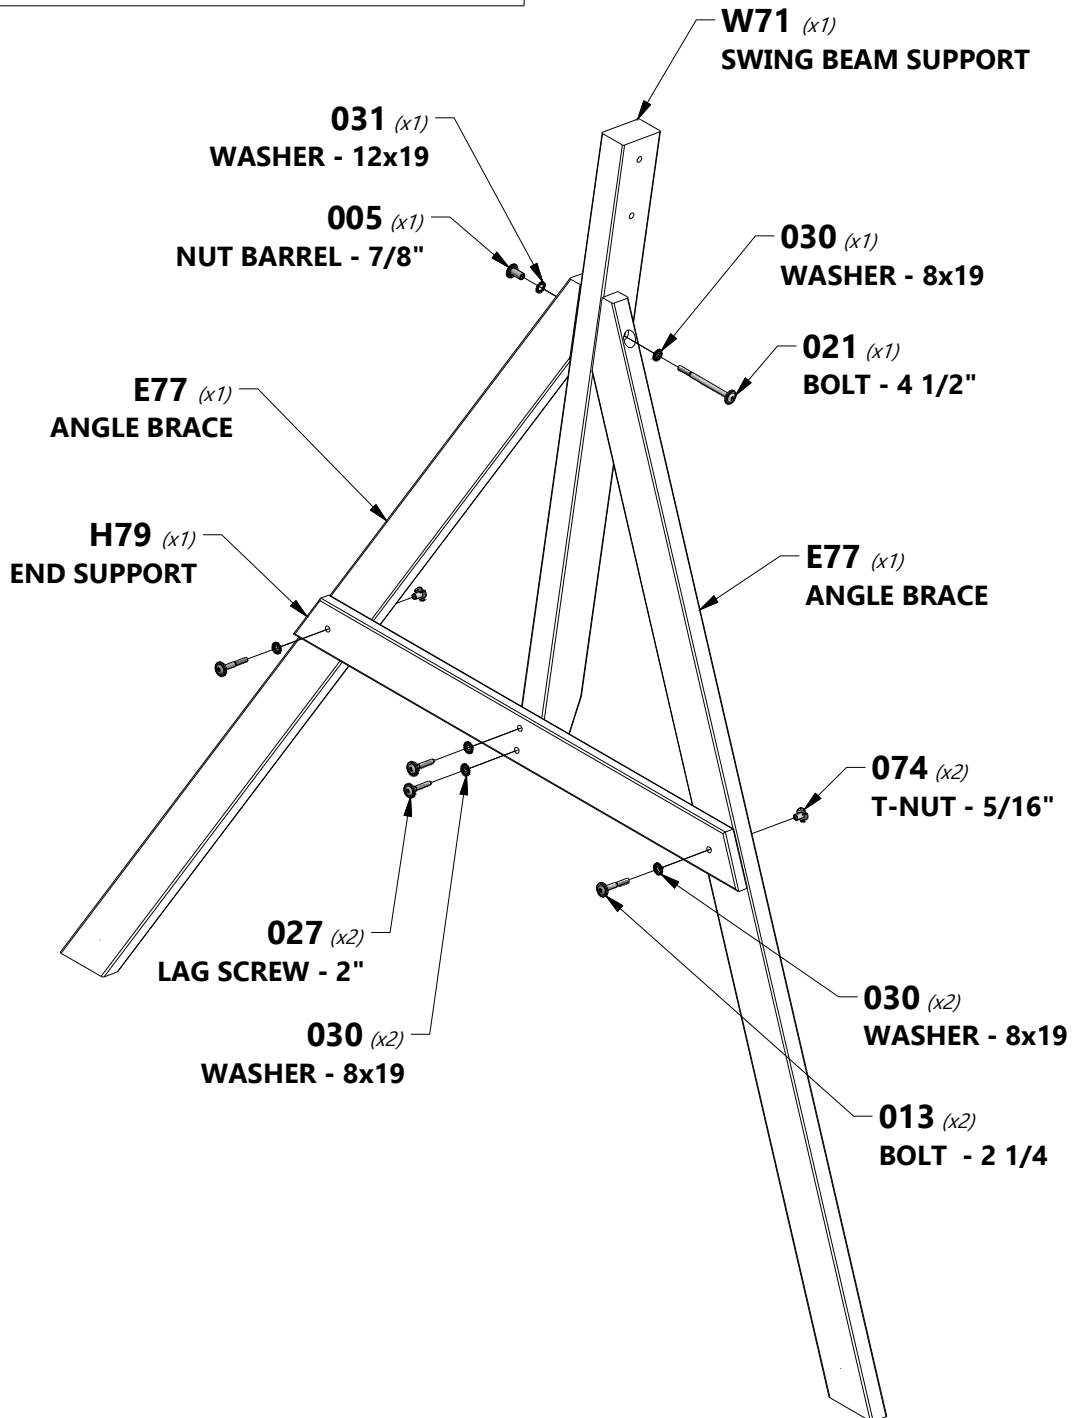 W71 (x1)
SWING BEAM SUPPORT
031 (x1)
WASHER - 12x19
005 (x1)
NUT BARREL - 7/8"
030 (x1)
WASHER - 8x19
021 (x1)
BOLT - 4 1/2"
E77 (x1)
ANGLE BRACE
H79 (x1)
END SUPPORT
E77 (x1)
ANGLE BRACE
074 (x2)
T-NUT - 5/16"
027 (x2)
LAG SCREW - 2"
030 (x2)
WASHER - 8x19
030 (x2)
WASHER - 8x19
013 (x2)
BOLT - 2 1/4